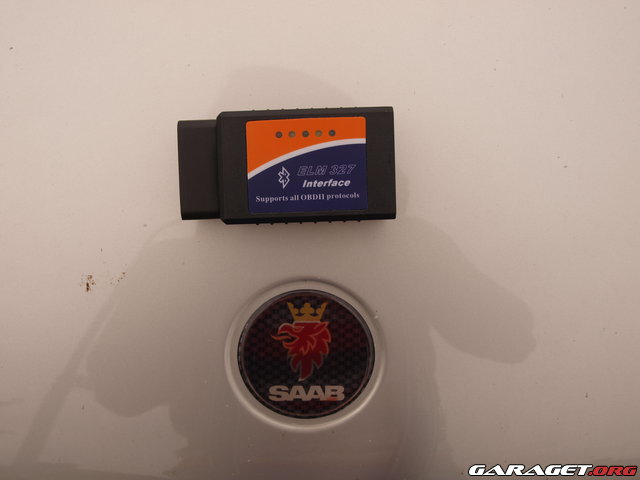 ELM 327
Interface
Supports all OBDII protocols
SAAB
GARAGET.ORG